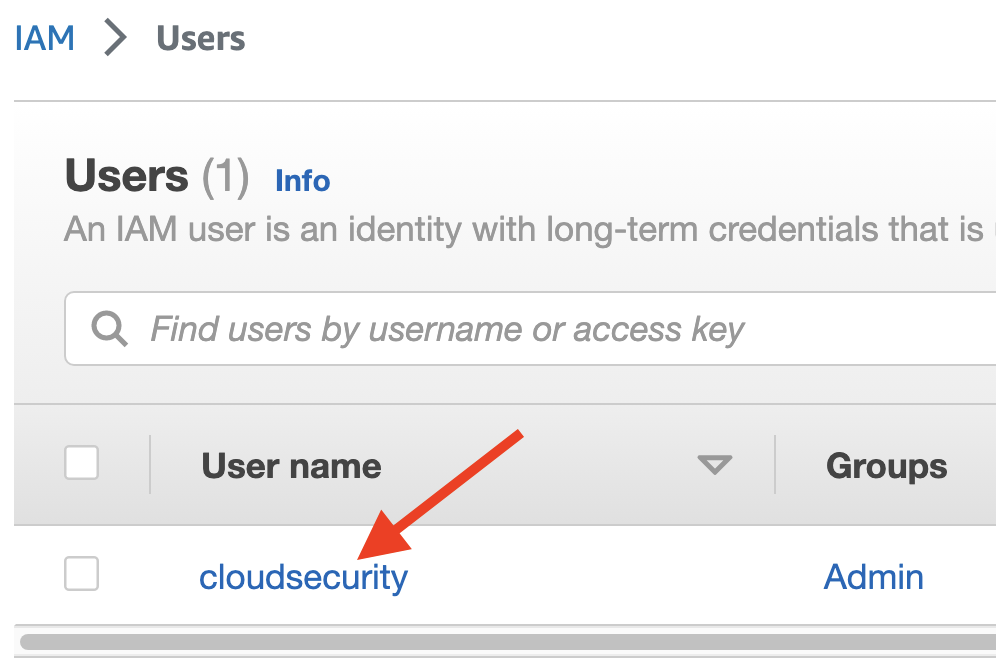 IAM > Users
Users (1) Info
An IAM user is an identity with long-term credentials that is
Find users by username or access key
User name Groups
cloudsecurity Admin